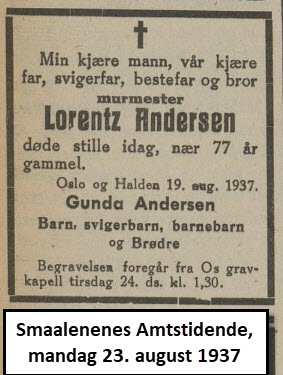 Min kjære mann, vår kjære
far, svigerfar, bestefar og bror
murmester
Lorentz Andersen
døde stille idag, nær 77 år
gammel.
Oslo og Halden 19. aug. 1937.
Gunda Andersen
Barn, svigerbarn, barnebarn
og Brødre
Begravelsen foregår fra Os grav-
kapell tirsdag 24. ds. kl. 1,30.
Smaalenenes Amtstidende,
mandag 23. august 1937